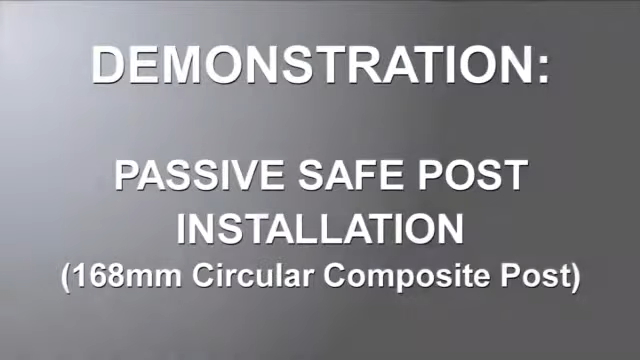 DEMONSTRATION:
PASSIVE SAFE POST
INSTALLATION
(168mm Circular Composite Post)